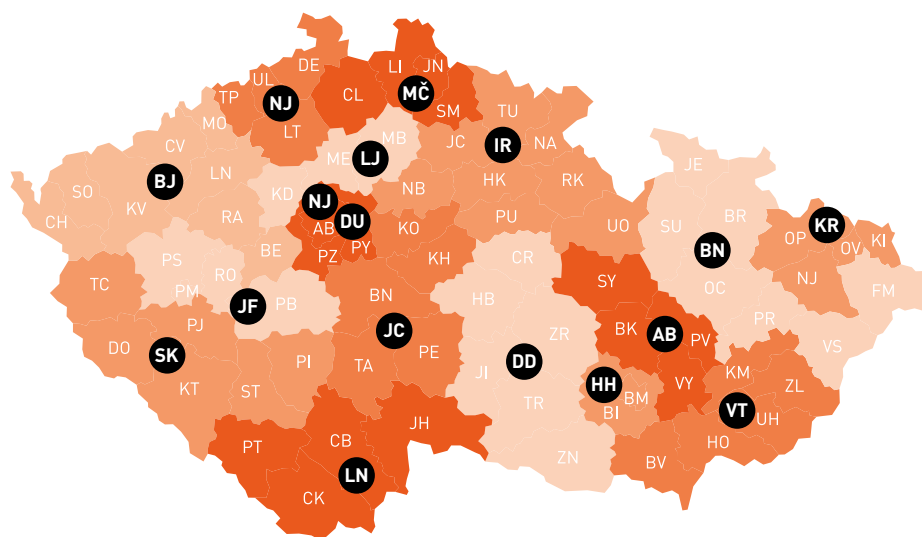 DE
LI
JN
UL
TP
NJ
CL
MČ
SM
TU
MO
LT
MB
CV
ME
LJ
JC
IR
NA
JE
LN
BJ
SO
KD
NB
HK
RK
KV
CH
RA
NJ
DU
AB
KO
PU
UO
SU
BR
KR
KI
OP
OV
BE
PZ
PY
KH
CR
BN
PS
RO
PM
TC
SY
OC
NJ
FM
JF
PB
BN
HB
PJ
JC
ZR
BK
AB
PV
PR
VS
DO
SK
PI
TA
PE
JI
DD
KT
ST
HH
BM
BI
VY
KM
ZL
TR
VT
UH
PT
CB
JH
HO
LN
ZN
BV
CK